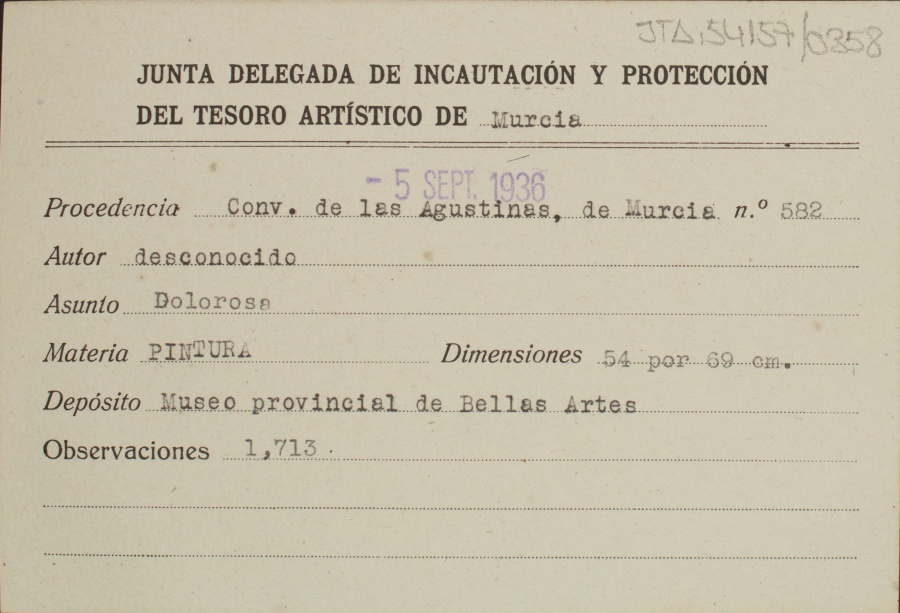 JTA.54/57/0358
JUNTA DELEGADA DE INCAUTACIÓN Y PROTECCIÓN
DEL TESORO ARTÍSTICO DE Murcia
- 5 SEPT. 1936
Procedencia Conv. de las Agustinas, de Murcia n.º 582
Autor desconocido
Asunto Dolorosa
Materia PINTURA Dimensiones 54 por 69 cm.
Depósito Museo provincial de Bellas Artes
Observaciones 1,713.